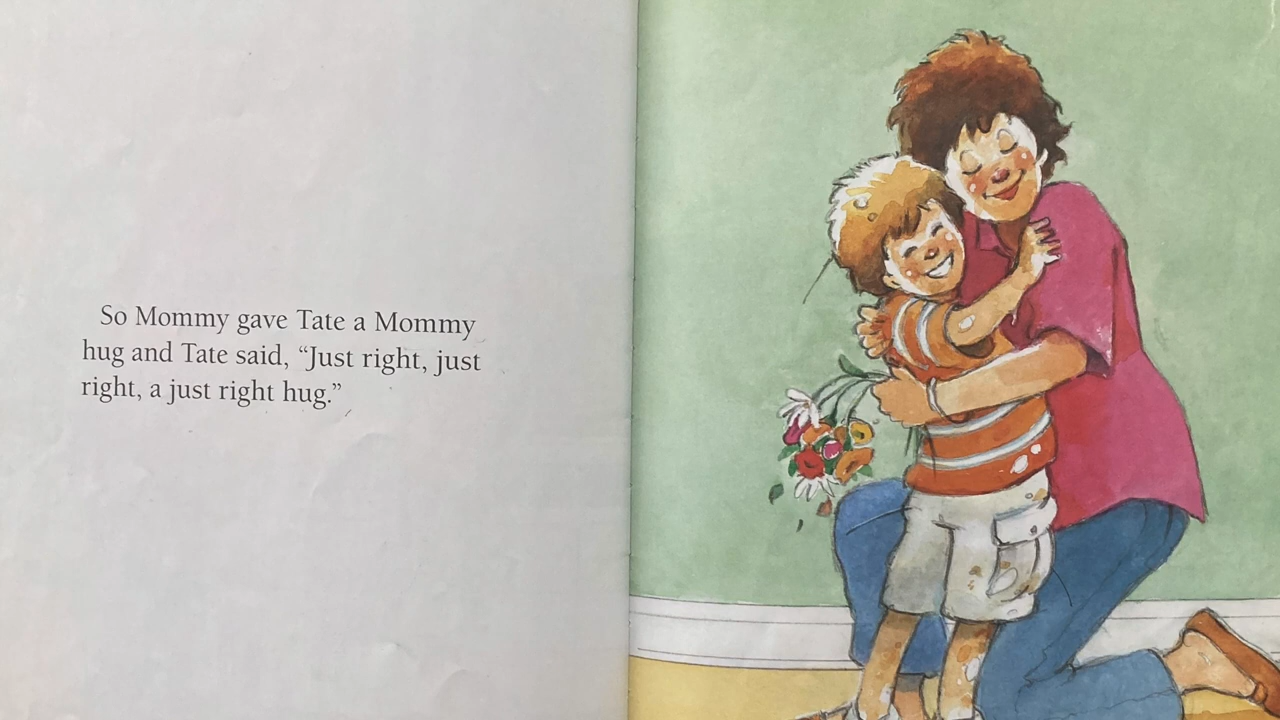 So Mommy gave Tate a Mommy
hug and Tate said, “Just right, just
right, a just right hug.”